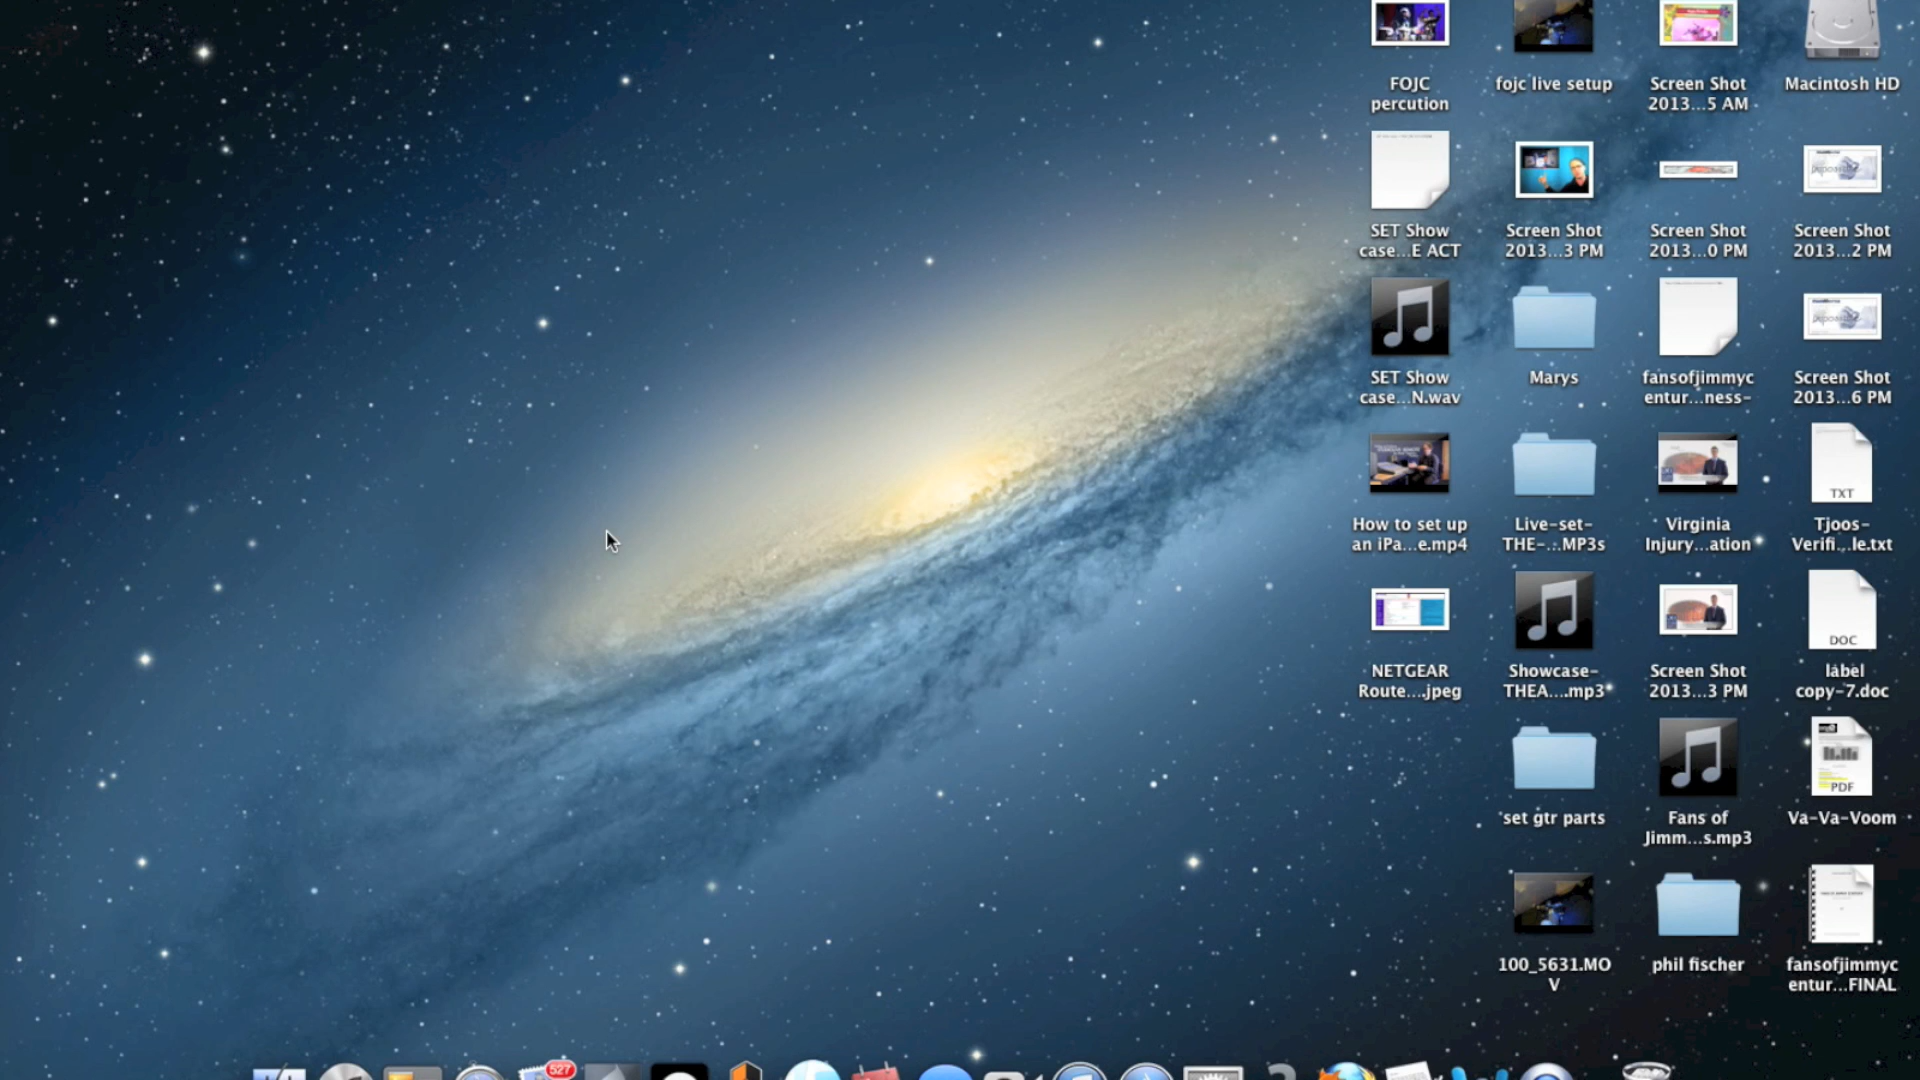 FOJC
percution
fojc live setup
Screen Shot
2013...5 AM
Macintosh HD
SET Show
case...E ACT
Screen Shot
2013...3 PM
Screen Shot
2013...0 PM
Screen Shot
2013...2 PM
SET Show
case...N.wav
Marys
fansofjimmyc
entur...ness-
Screen Shot
2013...6 PM
TXT
How to set up
an iPa...e.mp4
Live-set-
THE-...MP3s
Virginia
Injury...ation
Tjoos-
Verifi...le.txt
DOC
NETGEAR
Route....jpeg
Showcase-
THEA....mp3
Screen Shot
2013...3 PM
label
copy-7.doc
PDF
set gtr parts
Fans of
Jimm...s.mp3
Va-Va-Voom
100_5631.MO
V
phil fischer
fansofjimmyc
entur...FINAL
527